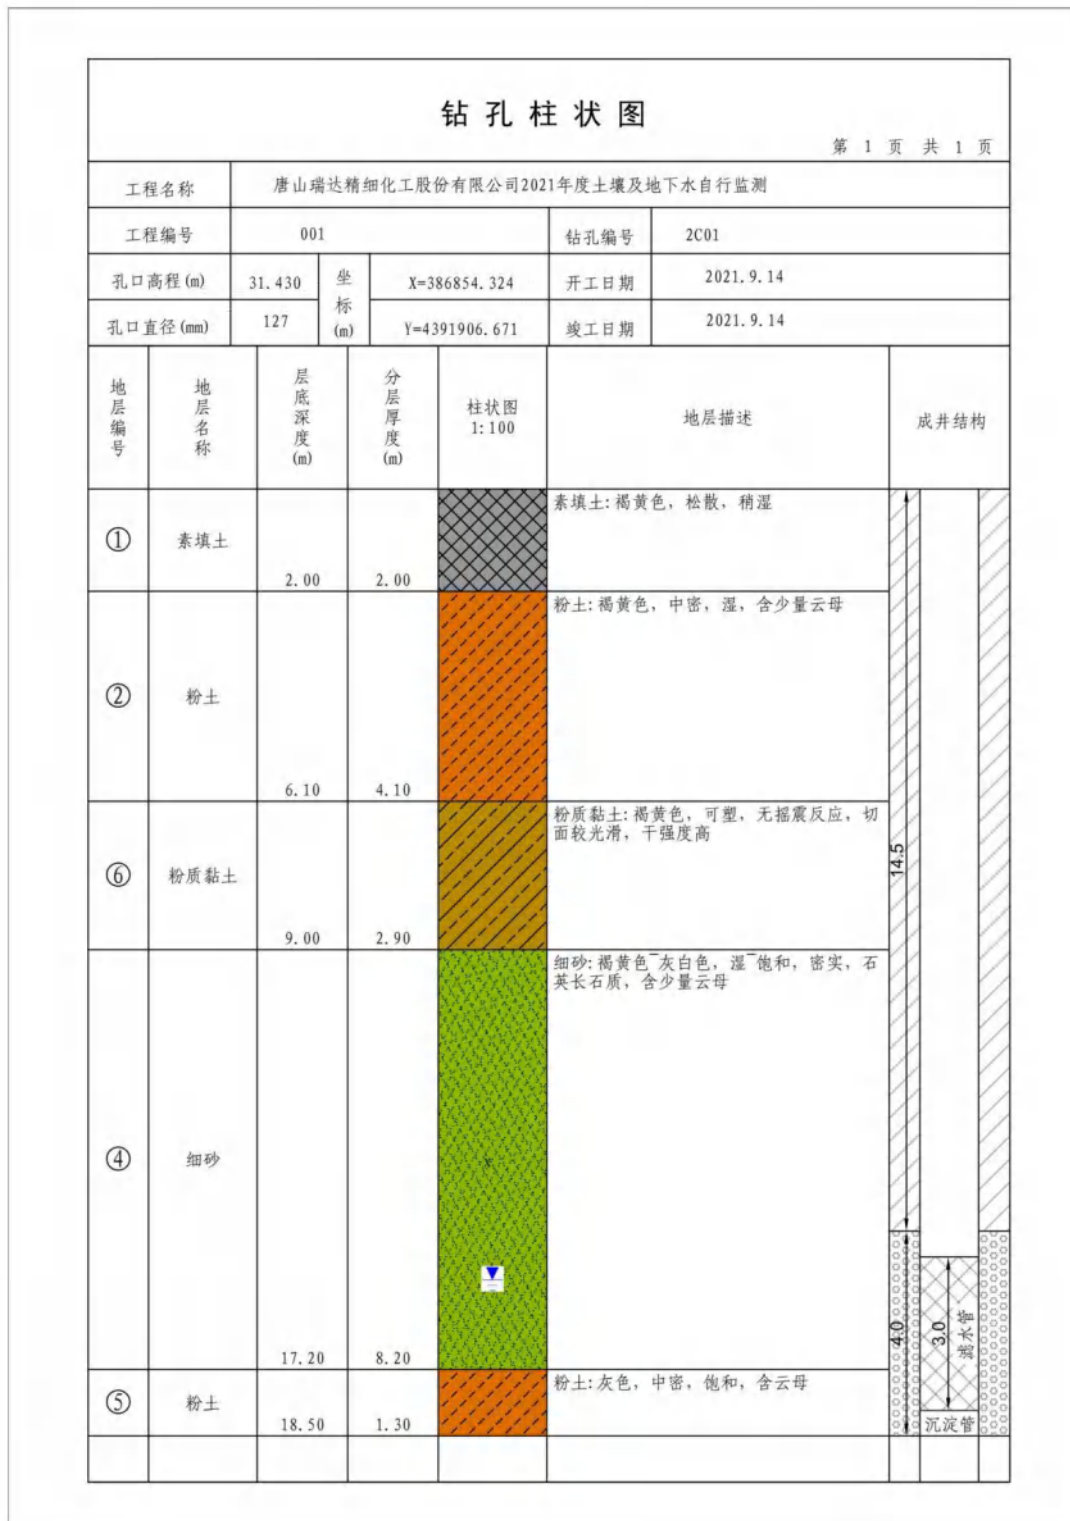 钻孔柱状图
第 1 页 共 1 页
工程名称 唐山瑞达精细化工股份有限公司2021年度土壤及地下水自行监测
工程编号 001 钻孔编号 2C01
孔口高程(m) 31.430 坐标(m) X=386854.324 开工日期 2021.9.14
孔口直径(mm) 127 Y=4391906.671 竣工日期 2021.9.14
地层编号 地层名称 层底深度(m) 分层厚度(m) 柱状图 1:100 地层描述 成井结构
① 素填土 2.00 2.00 素填土:褐黄色，松散，稍湿
② 粉土 6.10 4.10 粉土:褐黄色，中密，湿，含少量云母
⑥ 粉质黏土 9.00 2.90 粉质黏土:褐黄色，可塑，无摇震反应，切
面较光滑，干强度高
14.5
④ 细砂 17.20 8.20 细砂:褐黄色~灰白色，湿~饱和，密实，石
英长石质，含少量云母
4.0
3.0
滤水管
⑤ 粉土 18.50 1.30 粉土:灰色，中密，饱和，含云母
沉淀管